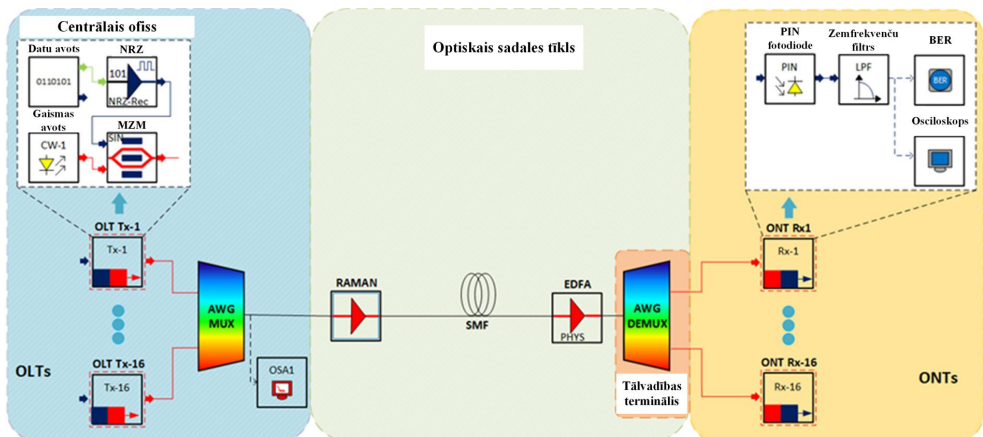 Centrālais ofiss
Datu avots
NRZ
0110101
101
NRZ-Rec
Gaismas
avots
MZM
SIN
CW-1
OLT Tx-1
Tx-1
OLTs
OLT Tx-16
Tx-16
AWG
MUX
OSA1
Optiskais sadales tīkls
RAMAN
SMF
EDFA
PHYS
AWG
DEMUX
Tālvadības
terminālis
PIN
fotodiode
Zemfrekvenču
filtrs
BER
PIN
LPF
BER
Osciloskops
ONT Rx1
Rx-1
ONT Rx-16
Rx-16
ONTs